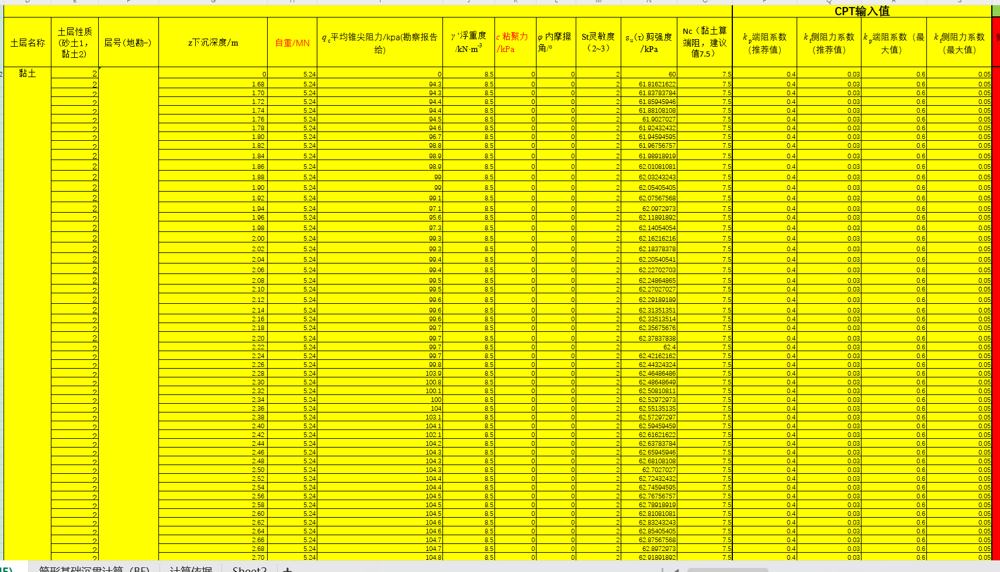 CPT输入值
土层名称 土层性质(砂土1,黏土2) 层号(地勘-) z下沉深度/m 自重/MN qc平均锥尖阻力/kpa(勘察报告给) γ'浮重度/kN·m-3 c 粘聚力/kPa φ 内摩擦角/° St灵敏度(2~3) su(τ) 剪强度/kPa Nc(黏土算端阻,建议值7.5) kp端阻系数(推荐值) kf侧阻力系数(推荐值) kp端阻系数(最大值) kf侧阻力系数(最大值)
黏土 2 0 5.24 0 8.5 0 0 2 60 7.5 0.4 0.03 0.6 0.05
2 1.68 5.24 94.3 8.5 0 0 2 61.81621622 7.5 0.4 0.03 0.6 0.05
2 1.70 5.24 94.3 8.5 0 0 2 61.83783784 7.5 0.4 0.03 0.6 0.05
2 1.72 5.24 94.4 8.5 0 0 2 61.85945946 7.5 0.4 0.03 0.6 0.05
2 1.74 5.24 94.4 8.5 0 0 2 61.88108108 7.5 0.4 0.03 0.6 0.05
2 1.76 5.24 94.5 8.5 0 0 2 61.9027027 7.5 0.4 0.03 0.6 0.05
2 1.78 5.24 94.6 8.5 0 0 2 61.92432432 7.5 0.4 0.03 0.6 0.05
2 1.80 5.24 96.7 8.5 0 0 2 61.94594595 7.5 0.4 0.03 0.6 0.05
2 1.82 5.24 98.8 8.5 0 0 2 61.96756757 7.5 0.4 0.03 0.6 0.05
2 1.84 5.24 98.9 8.5 0 0 2 61.98918919 7.5 0.4 0.03 0.6 0.05
2 1.86 5.24 98.9 8.5 0 0 2 62.01081081 7.5 0.4 0.03 0.6 0.05
2 1.88 5.24 99 8.5 0 0 2 62.03243243 7.5 0.4 0.03 0.6 0.05
2 1.90 5.24 99 8.5 0 0 2 62.05405405 7.5 0.4 0.03 0.6 0.05
2 1.92 5.24 99.1 8.5 0 0 2 62.07567568 7.5 0.4 0.03 0.6 0.05
2 1.94 5.24 97.1 8.5 0 0 2 62.0972973 7.5 0.4 0.03 0.6 0.05
2 1.96 5.24 95.6 8.5 0 0 2 62.11891892 7.5 0.4 0.03 0.6 0.05
2 1.98 5.24 97.3 8.5 0 0 2 62.14054054 7.5 0.4 0.03 0.6 0.05
2 2.00 5.24 99.3 8.5 0 0 2 62.16216216 7.5 0.4 0.03 0.6 0.05
2 2.02 5.24 99.3 8.5 0 0 2 62.18378378 7.5 0.4 0.03 0.6 0.05
2 2.04 5.24 99.4 8.5 0 0 2 62.20540541 7.5 0.4 0.03 0.6 0.05
2 2.06 5.24 99.4 8.5 0 0 2 62.22702703 7.5 0.4 0.03 0.6 0.05
2 2.08 5.24 99.5 8.5 0 0 2 62.24864865 7.5 0.4 0.03 0.6 0.05
2 2.10 5.24 99.5 8.5 0 0 2 62.27027027 7.5 0.4 0.03 0.6 0.05
2 2.12 5.24 99.6 8.5 0 0 2 62.29189189 7.5 0.4 0.03 0.6 0.05
2 2.14 5.24 99.6 8.5 0 0 2 62.31351351 7.5 0.4 0.03 0.6 0.05
2 2.16 5.24 99.6 8.5 0 0 2 62.33513514 7.5 0.4 0.03 0.6 0.05
2 2.18 5.24 99.7 8.5 0 0 2 62.35675676 7.5 0.4 0.03 0.6 0.05
2 2.20 5.24 99.7 8.5 0 0 2 62.37837838 7.5 0.4 0.03 0.6 0.05
2 2.22 5.24 99.7 8.5 0 0 2 62.4 7.5 0.4 0.03 0.6 0.05
2 2.24 5.24 99.7 8.5 0 0 2 62.42162162 7.5 0.4 0.03 0.6 0.05
2 2.26 5.24 99.8 8.5 0 0 2 62.44324324 7.5 0.4 0.03 0.6 0.05
2 2.28 5.24 103.9 8.5 0 0 2 62.46486486 7.5 0.4 0.03 0.6 0.05
2 2.30 5.24 100.8 8.5 0 0 2 62.48648649 7.5 0.4 0.03 0.6 0.05
2 2.32 5.24 100.1 8.5 0 0 2 62.50810811 7.5 0.4 0.03 0.6 0.05
2 2.34 5.24 100 8.5 0 0 2 62.52972973 7.5 0.4 0.03 0.6 0.05
2 2.36 5.24 104 8.5 0 0 2 62.55135135 7.5 0.4 0.03 0.6 0.05
2 2.38 5.24 103.1 8.5 0 0 2 62.57297297 7.5 0.4 0.03 0.6 0.05
2 2.40 5.24 104.1 8.5 0 0 2 62.59459459 7.5 0.4 0.03 0.6 0.05
2 2.42 5.24 102.1 8.5 0 0 2 62.61621622 7.5 0.4 0.03 0.6 0.05
2 2.44 5.24 104.2 8.5 0 0 2 62.63783784 7.5 0.4 0.03 0.6 0.05
2 2.46 5.24 104.3 8.5 0 0 2 62.65945946 7.5 0.4 0.03 0.6 0.05
2 2.48 5.24 104.3 8.5 0 0 2 62.68108108 7.5 0.4 0.03 0.6 0.05
2 2.50 5.24 104.3 8.5 0 0 2 62.7027027 7.5 0.4 0.03 0.6 0.05
2 2.52 5.24 104.4 8.5 0 0 2 62.72432432 7.5 0.4 0.03 0.6 0.05
2 2.54 5.24 104.4 8.5 0 0 2 62.74594595 7.5 0.4 0.03 0.6 0.05
2 2.56 5.24 104.5 8.5 0 0 2 62.76756757 7.5 0.4 0.03 0.6 0.05
2 2.58 5.24 104.5 8.5 0 0 2 62.78918919 7.5 0.4 0.03 0.6 0.05
2 2.60 5.24 104.5 8.5 0 0 2 62.81081081 7.5 0.4 0.03 0.6 0.05
2 2.62 5.24 104.6 8.5 0 0 2 62.83243243 7.5 0.4 0.03 0.6 0.05
2 2.64 5.24 104.6 8.5 0 0 2 62.85405405 7.5 0.4 0.03 0.6 0.05
2 2.66 5.24 104.7 8.5 0 0 2 62.87567568 7.5 0.4 0.03 0.6 0.05
2 2.68 5.24 104.7 8.5 0 0 2 62.8972973 7.5 0.4 0.03 0.6 0.05
2 2.70 5.24 104.8 8.5 0 0 2 62.91891892 7.5 0.4 0.03 0.6 0.05
筒形基础沉贯计算(BF) 计算依据 Sheet2 +